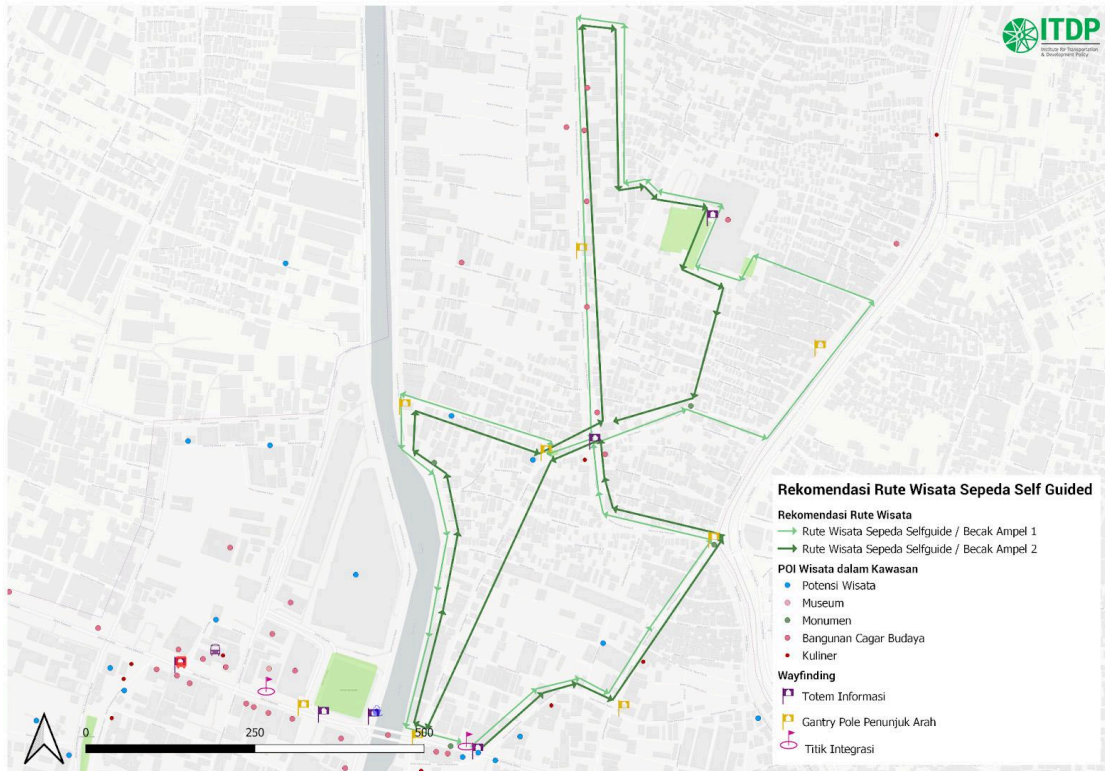 ITDP
Institute for Transportation
& Development Policy
Rekomendasi Rute Wisata Sepeda Self Guided
Rekomendasi Rute Wisata
Rute Wisata Sepeda Selfguide / Becak Ampel 1
Rute Wisata Sepeda Selfguide / Becak Ampel 2
POI Wisata dalam Kawasan
Potensi Wisata
Museum
Monumen
Bangunan Cagar Budaya
Kuliner
Wayfinding
Totem Informasi
Gantry Pole Penunjuk Arah
Titik Integrasi
0 250 500